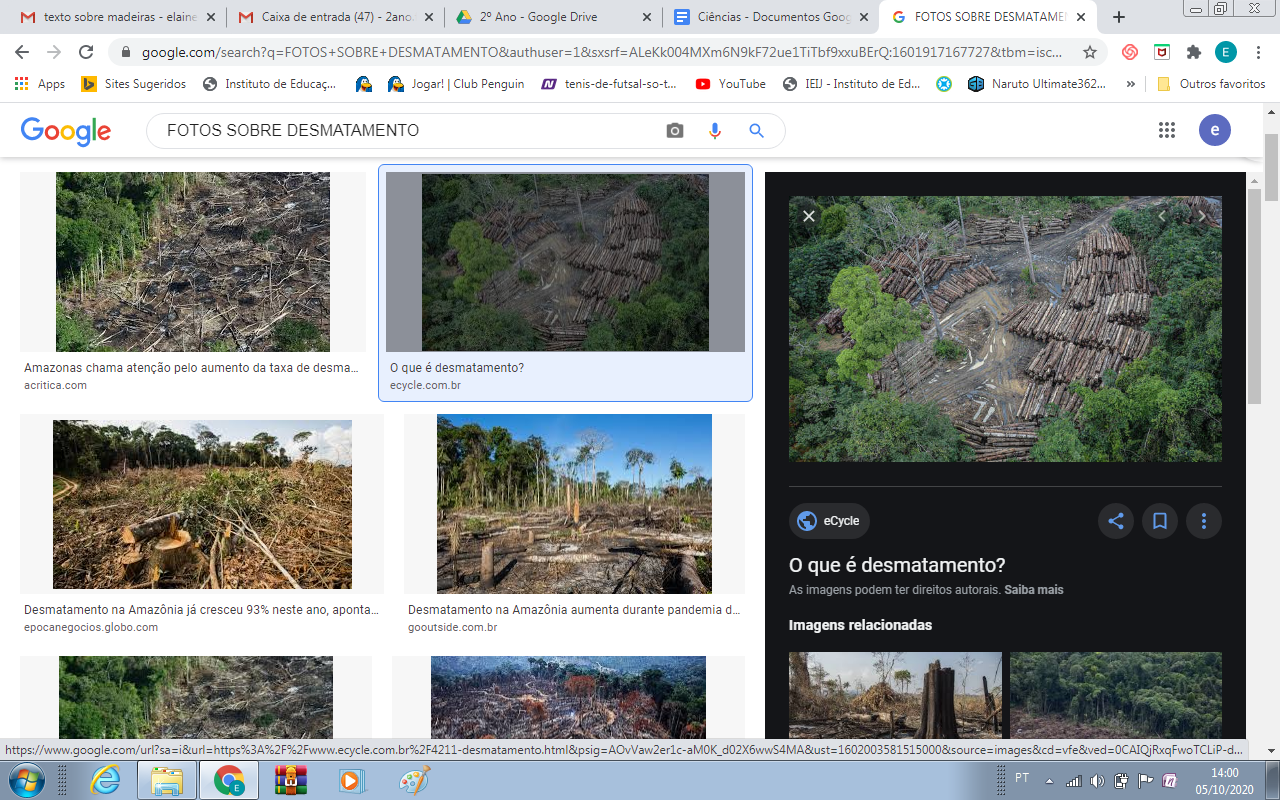 texto sobre madeiras - elaine
Caixa de entrada (47) - 2ano.
2º Ano - Google Drive
Ciências - Documentos Goog
FOTOS SOBRE DESMATAMEN
google.com/search?q=FOTOS+SOBRE+DESMATAMENTO&authuser=1&sxsrf=ALeKk004MXm6N9kF72ue1TiTbf9xxuBErQ:1601917167727&tbm=isc...
E
Apps
Sites Sugeridos
Instituto de Educaç...
Jogar! | Club Penguin
tenis-de-futsal-so-t...
YouTube
IEIJ - Instituto de Ed...
Naruto Ultimate362...
»
Outros favoritos
Google
FOTOS SOBRE DESMATAMENTO
e
Amazonas chama atenção pelo aumento da taxa de desma...
acritica.com
O que é desmatamento?
ecycle.com.br
Desmatamento na Amazônia já cresceu 93% neste ano, aponta...
epocanegocios.globo.com
Desmatamento na Amazônia aumenta durante pandemia d...
gooutside.com.br
eCycle
O que é desmatamento?
As imagens podem ter direitos autorais. Saiba mais
Imagens relacionadas
https://www.google.com/url?sa=i&url=https%3A%2F%2Fwww.ecycle.com.br%2F4211-desmatamento.html&psig=AOvVaw2er1c-aM0K_d02X6wwS4MA&ust=1602003581515000&source=images&cd=vfe&ved=0CAIQjRxqFwoTCLiP-d...
E
PT
14:00
05/10/2020